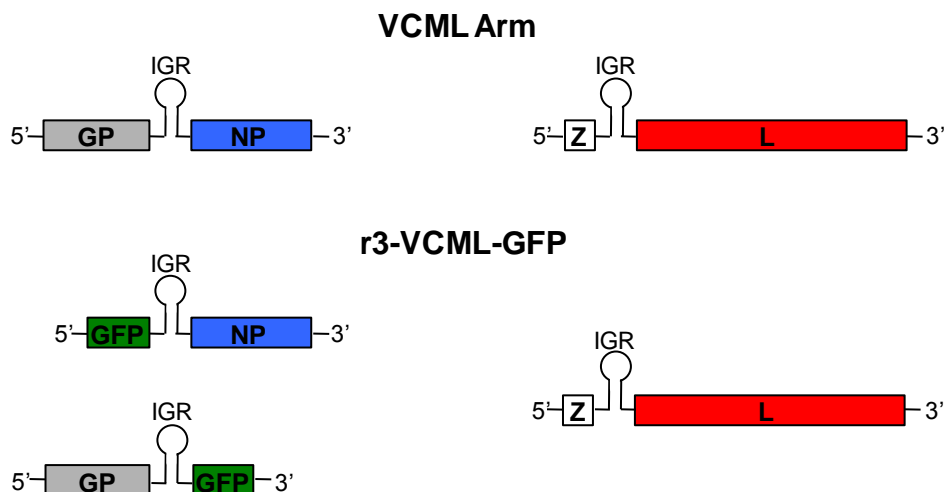 VCML Arm
IGR IGR
5’ GP NP 3’ 5’ Z L 3’
r3-VCML-GFP
IGR
5’ GFP NP 3’
IGR
5’ Z L 3’
IGR
5’ GP GFP 3’